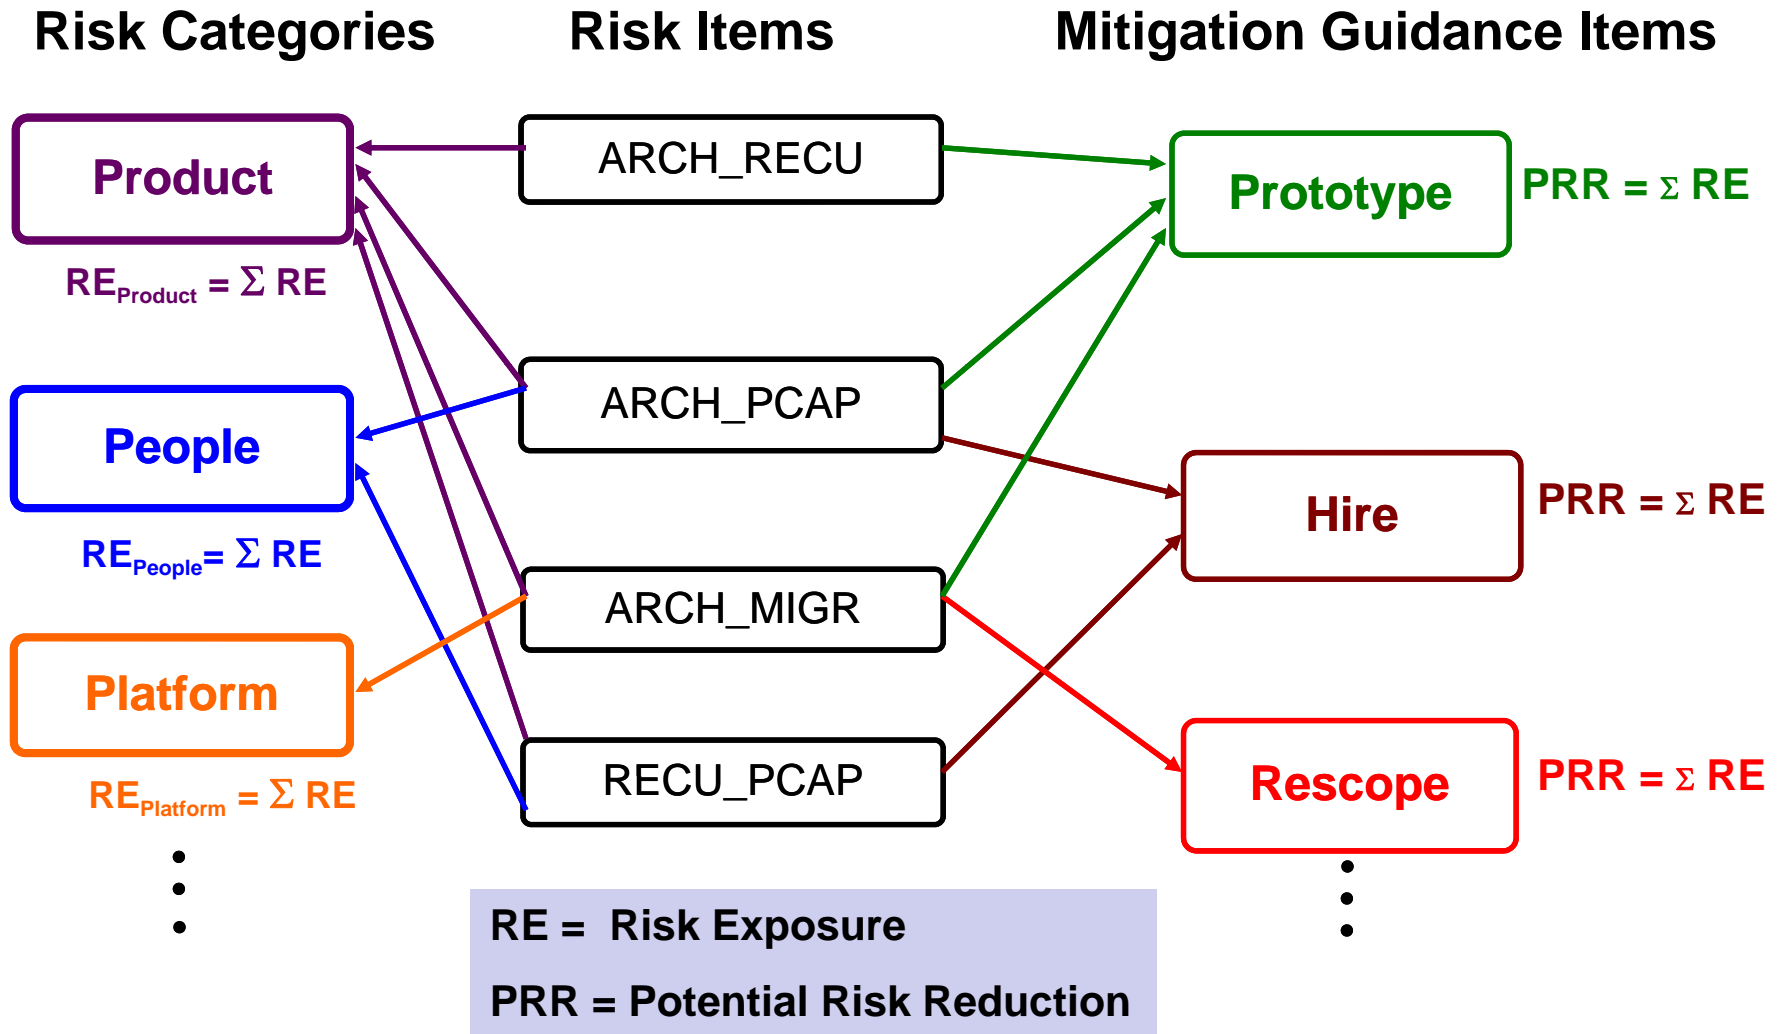 Risk Categories
Risk Items
Mitigation Guidance Items
Product
RE_Product = Σ RE
People
RE_People= Σ RE
Platform
RE_Platform = Σ RE
ARCH_RECU
ARCH_PCAP
ARCH_MIGR
RECU_PCAP
Prototype
PRR = Σ RE
Hire
PRR = Σ RE
Rescope
PRR = Σ RE
RE = Risk Exposure
PRR = Potential Risk Reduction